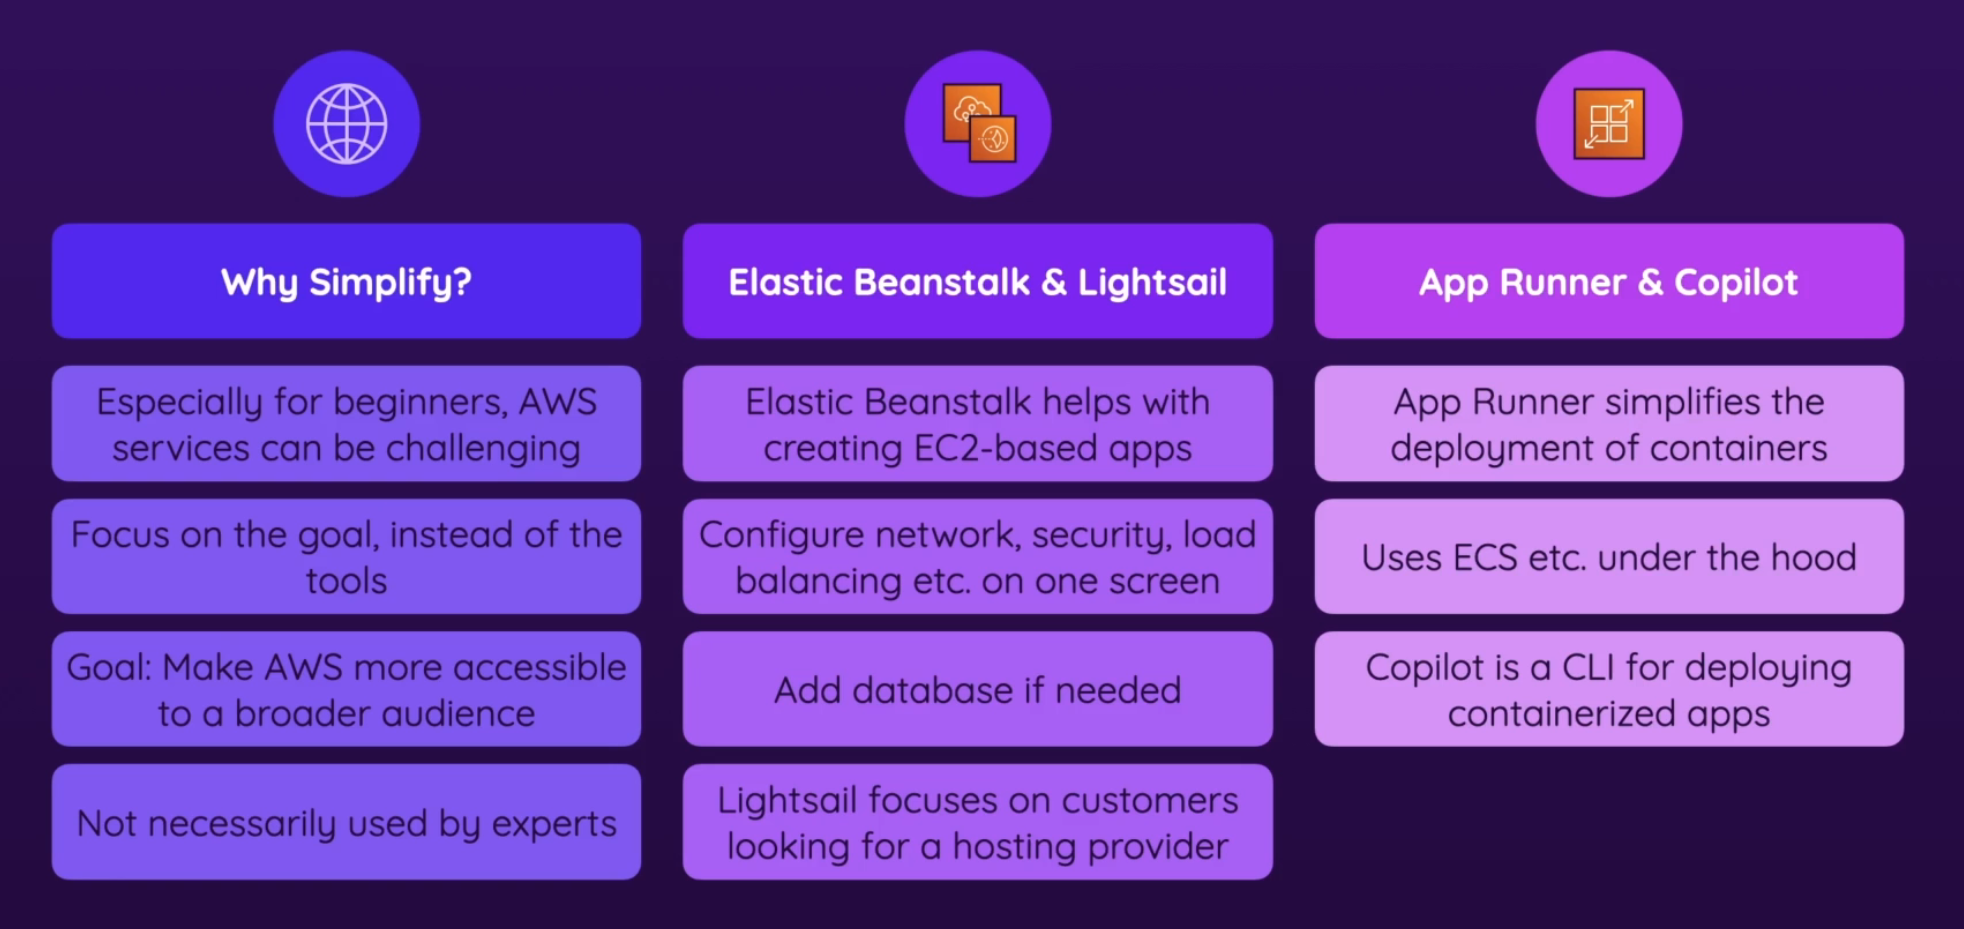 Why Simplify?
Especially for beginners, AWS
services can be challenging
Focus on the goal, instead of the
tools
Goal: Make AWS more accessible
to a broader audience
Not necessarily used by experts
Elastic Beanstalk & Lightsail
Elastic Beanstalk helps with
creating EC2-based apps
Configure network, security, load
balancing etc. on one screen
Add database if needed
Lightsail focuses on customers
looking for a hosting provider
App Runner & Copilot
App Runner simplifies the
deployment of containers
Uses ECS etc. under the hood
Copilot is a CLI for deploying
containerized apps